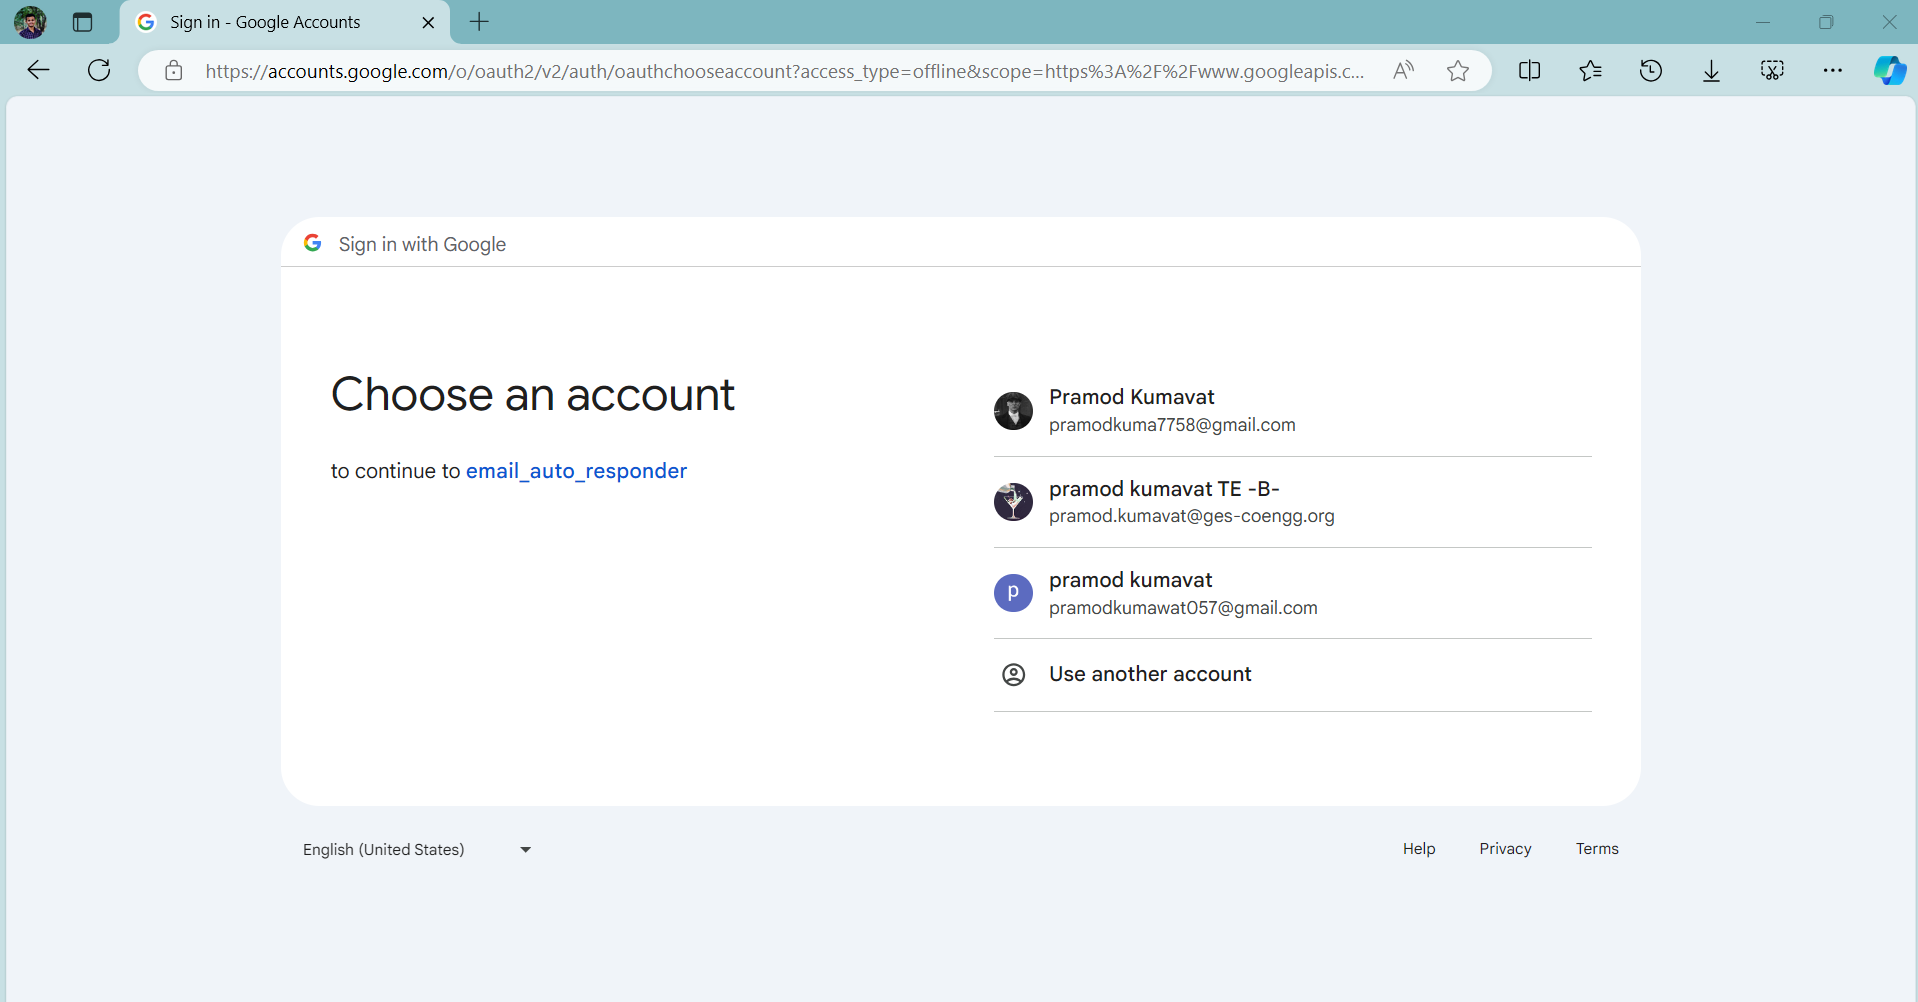 Sign in - Google Accounts
https://accounts.google.com/o/oauth2/v2/auth/oauthchooseaccount?access_type=offline&scope=https%3A%2F%2Fwww.googleapis.c...
Sign in with Google
Choose an account
to continue to email_auto_responder
Pramod Kumavat
pramodkuma7758@gmail.com
pramod kumavat TE -B-
pramod.kumavat@ges-coengg.org
p
pramod kumavat
pramodkumawat057@gmail.com
Use another account
English (United States)
Help Privacy Terms